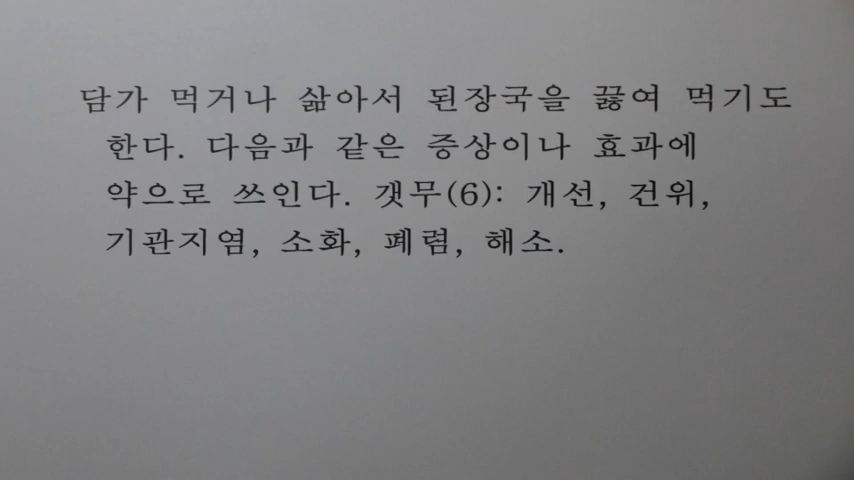 담가 먹거나 삶아서 된장국을 끓여 먹기도
한다. 다음과 같은 증상이나 효과에
약으로 쓰인다. 갯무(6): 개선, 건위,
기관지염, 소화, 폐렴, 해소.